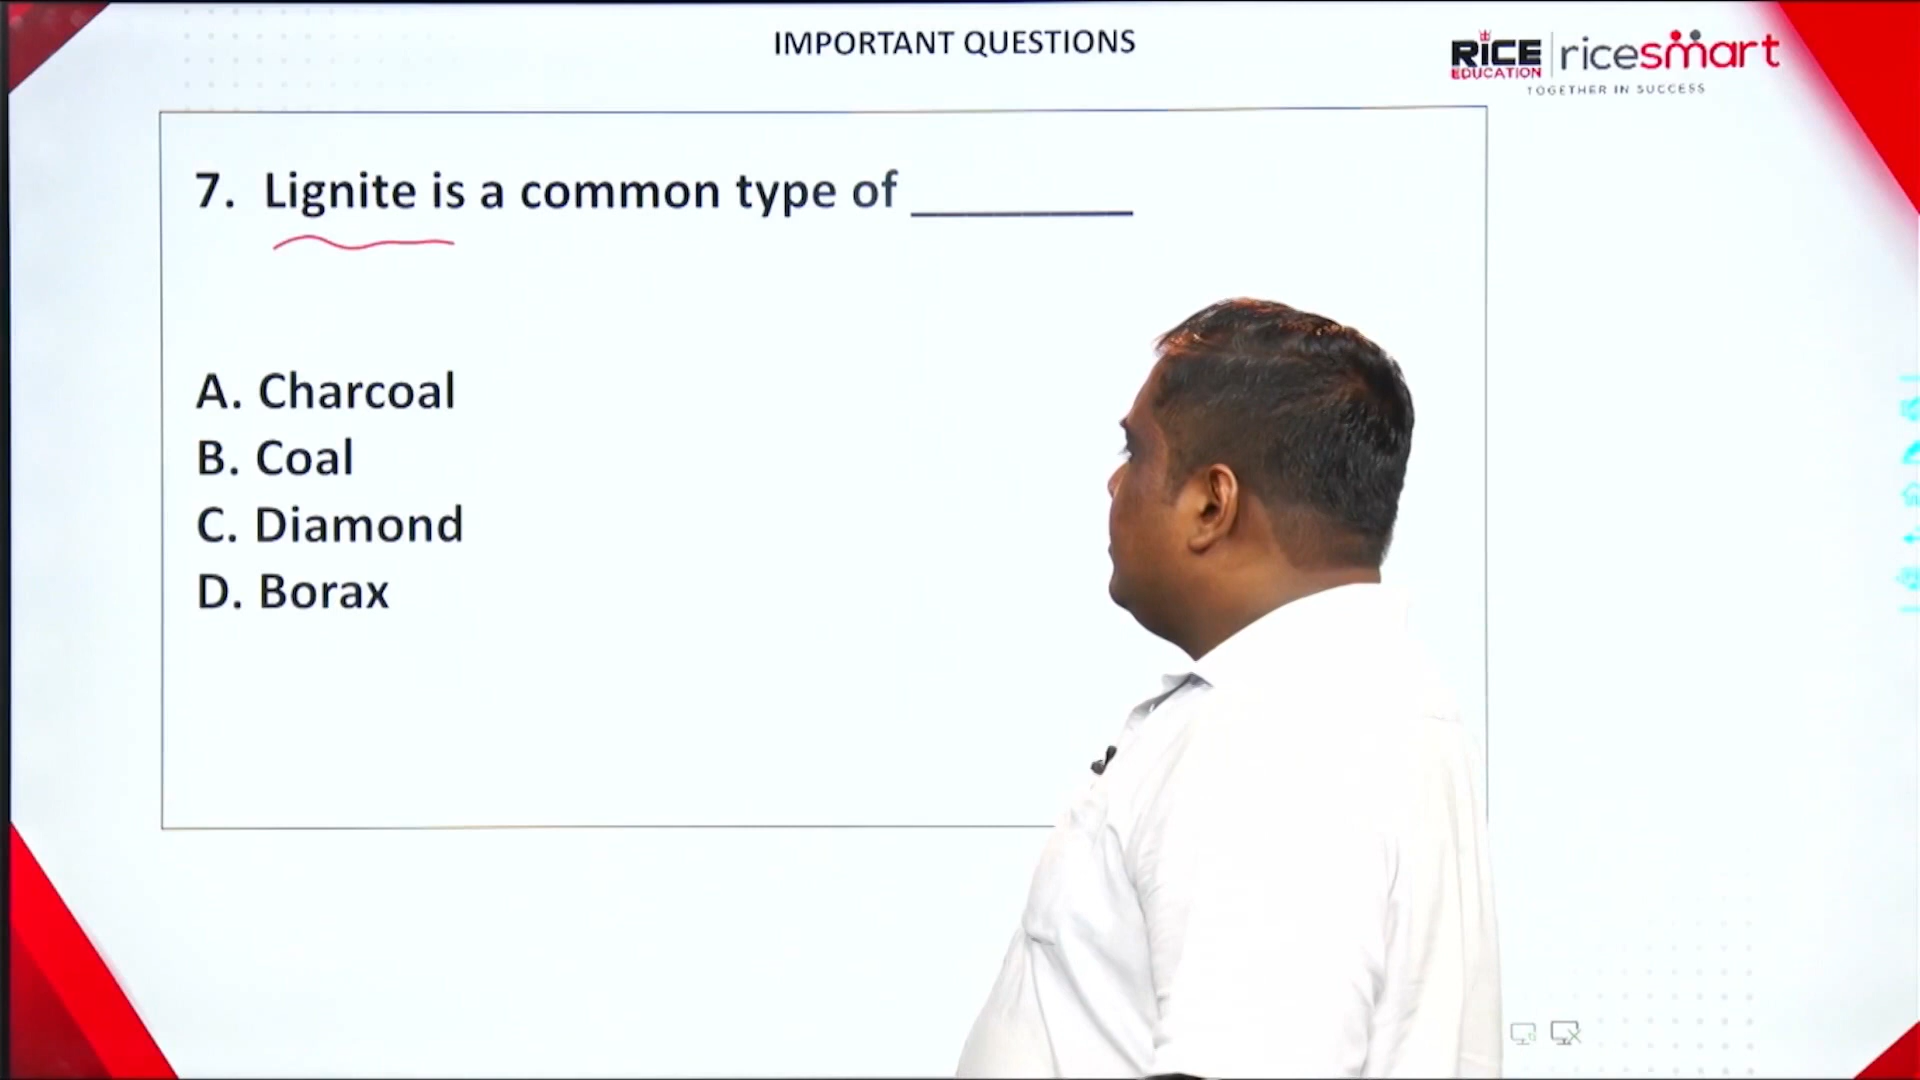 IMPORTANT QUESTIONS
RiCE
EDUCATION
ricesmart
TOGETHER IN SUCCESS
7. Lignite is a common type of ________
A. Charcoal
B. Coal
C. Diamond
D. Borax